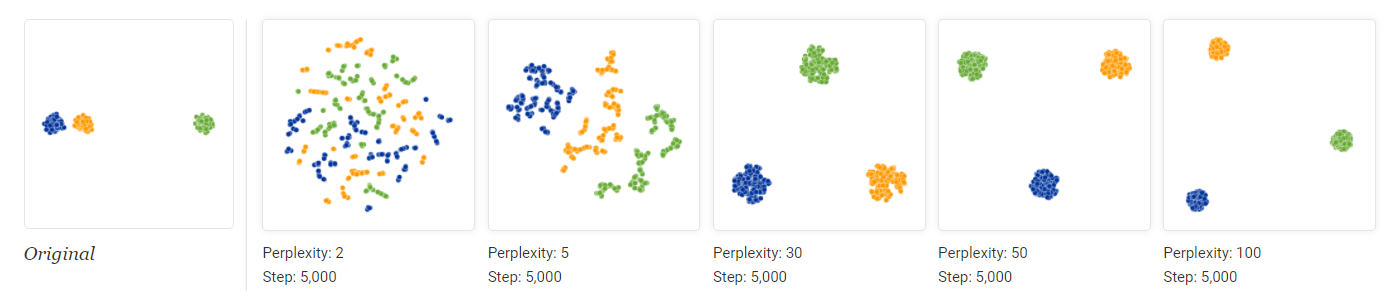 Original
Perplexity: 2
Step: 5,000
Perplexity: 5
Step: 5,000
Perplexity: 30
Step: 5,000
Perplexity: 50
Step: 5,000
Perplexity: 100
Step: 5,000